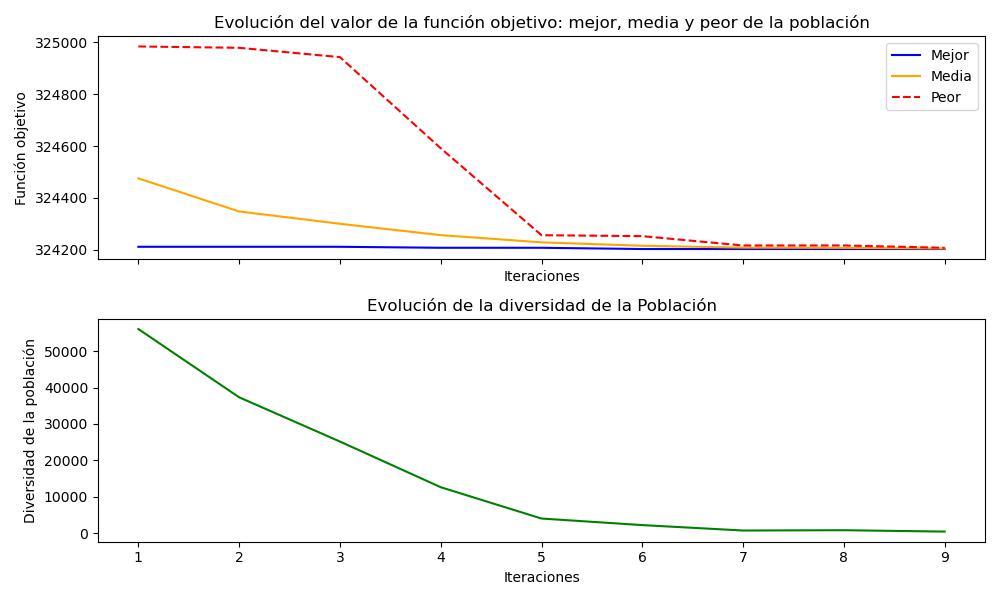 Evolución del valor de la función objetivo: mejor, media y peor de la población
325000
324800
324600
324400
324200
Función objetivo
Mejor
Media
Peor
Iteraciones
Evolución de la diversidad de la Población
50000
40000
30000
20000
10000
0
Diversidad de la población
1 2 3 4 5 6 7 8 9
Iteraciones